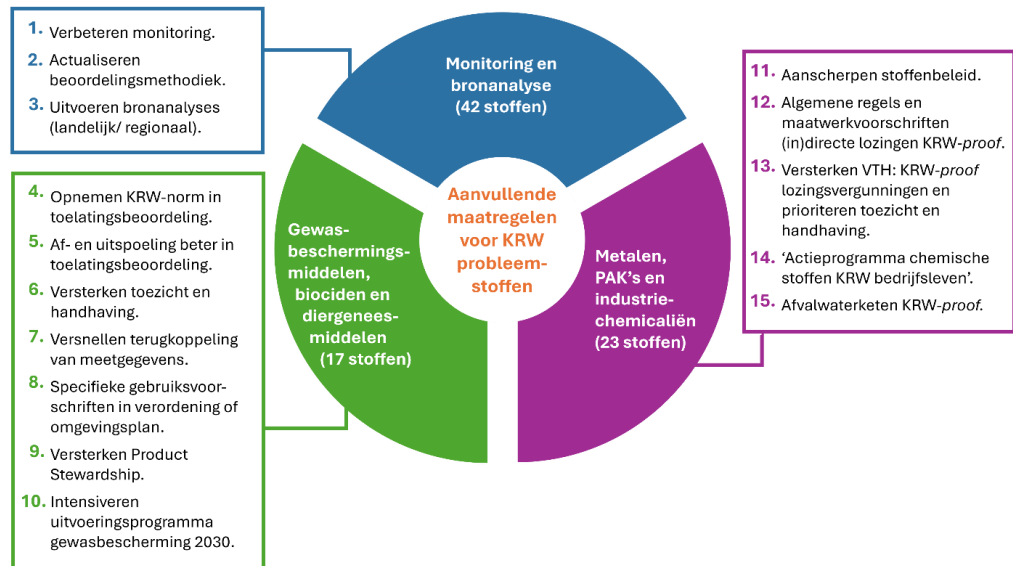 1. Verbeteren monitoring.
2. Actualiseren
beoordelingsmethodiek.
3. Uitvoeren bronanalyses
(landelijk/ regionaal).
4. Opnemen KRW-norm in
toelatingsbeoordeling.
5. Af- en uitspoeling beter in
toelatingsbeoordeling.
6. Versterken toezicht en
handhaving.
7. Versnellen terugkoppeling
van meetgegevens.
8. Specifieke gebruiksvoor-
schriften in verordening of
omgevingsplan.
9. Versterken Product
Stewardship.
10. Intensiveren
uitvoeringsprogramma
gewasbescherming 2030.
Monitoring en
bronanalyse
(42 stoffen)
Aanvullende
maatregelen
voor KRW
probleem-
stoffen
Gewas-
beschermings-
middelen,
biociden en
diergenees-
middelen
(17 stoffen)
Metalen,
PAK's en
industrie-
chemicaliën
(23 stoffen)
11. Aanscherpen stoffenbeleid.
12. Algemene regels en
maatwerkvoorschriften
(in)directe lozingen KRW-proof.
13. Versterken VTH: KRW-proof
lozingsvergunningen en
prioriteren toezicht en
handhaving.
14. ‘Actieprogramma chemische
stoffen KRW bedrijfsleven’.
15. Afvalwaterketen KRW-proof.